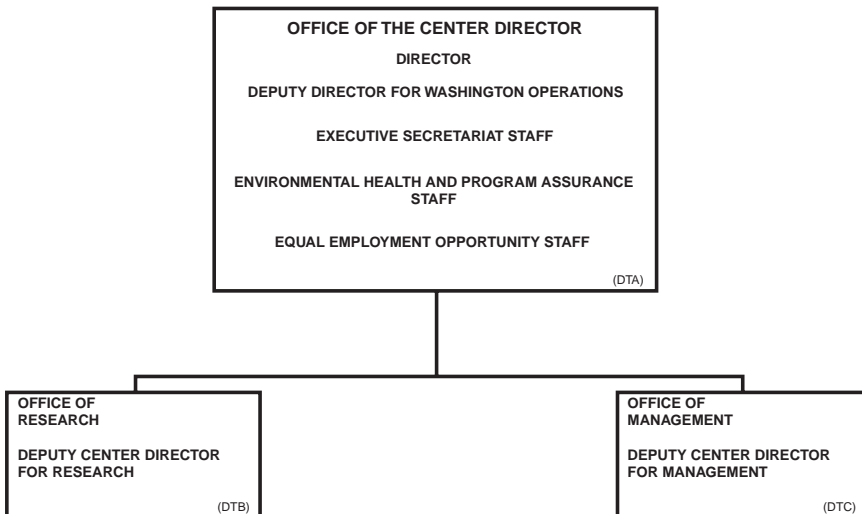 OFFICE OF THE CENTER DIRECTOR
DIRECTOR
DEPUTY DIRECTOR FOR WASHINGTON OPERATIONS
EXECUTIVE SECRETARIAT STAFF
ENVIRONMENTAL HEALTH AND PROGRAM ASSURANCE
STAFF
EQUAL EMPLOYMENT OPPORTUNITY STAFF
(DTA)
OFFICE OF
RESEARCH
DEPUTY CENTER DIRECTOR
FOR RESEARCH
(DTB)
OFFICE OF
MANAGEMENT
DEPUTY CENTER DIRECTOR
FOR MANAGEMENT
(DTC)